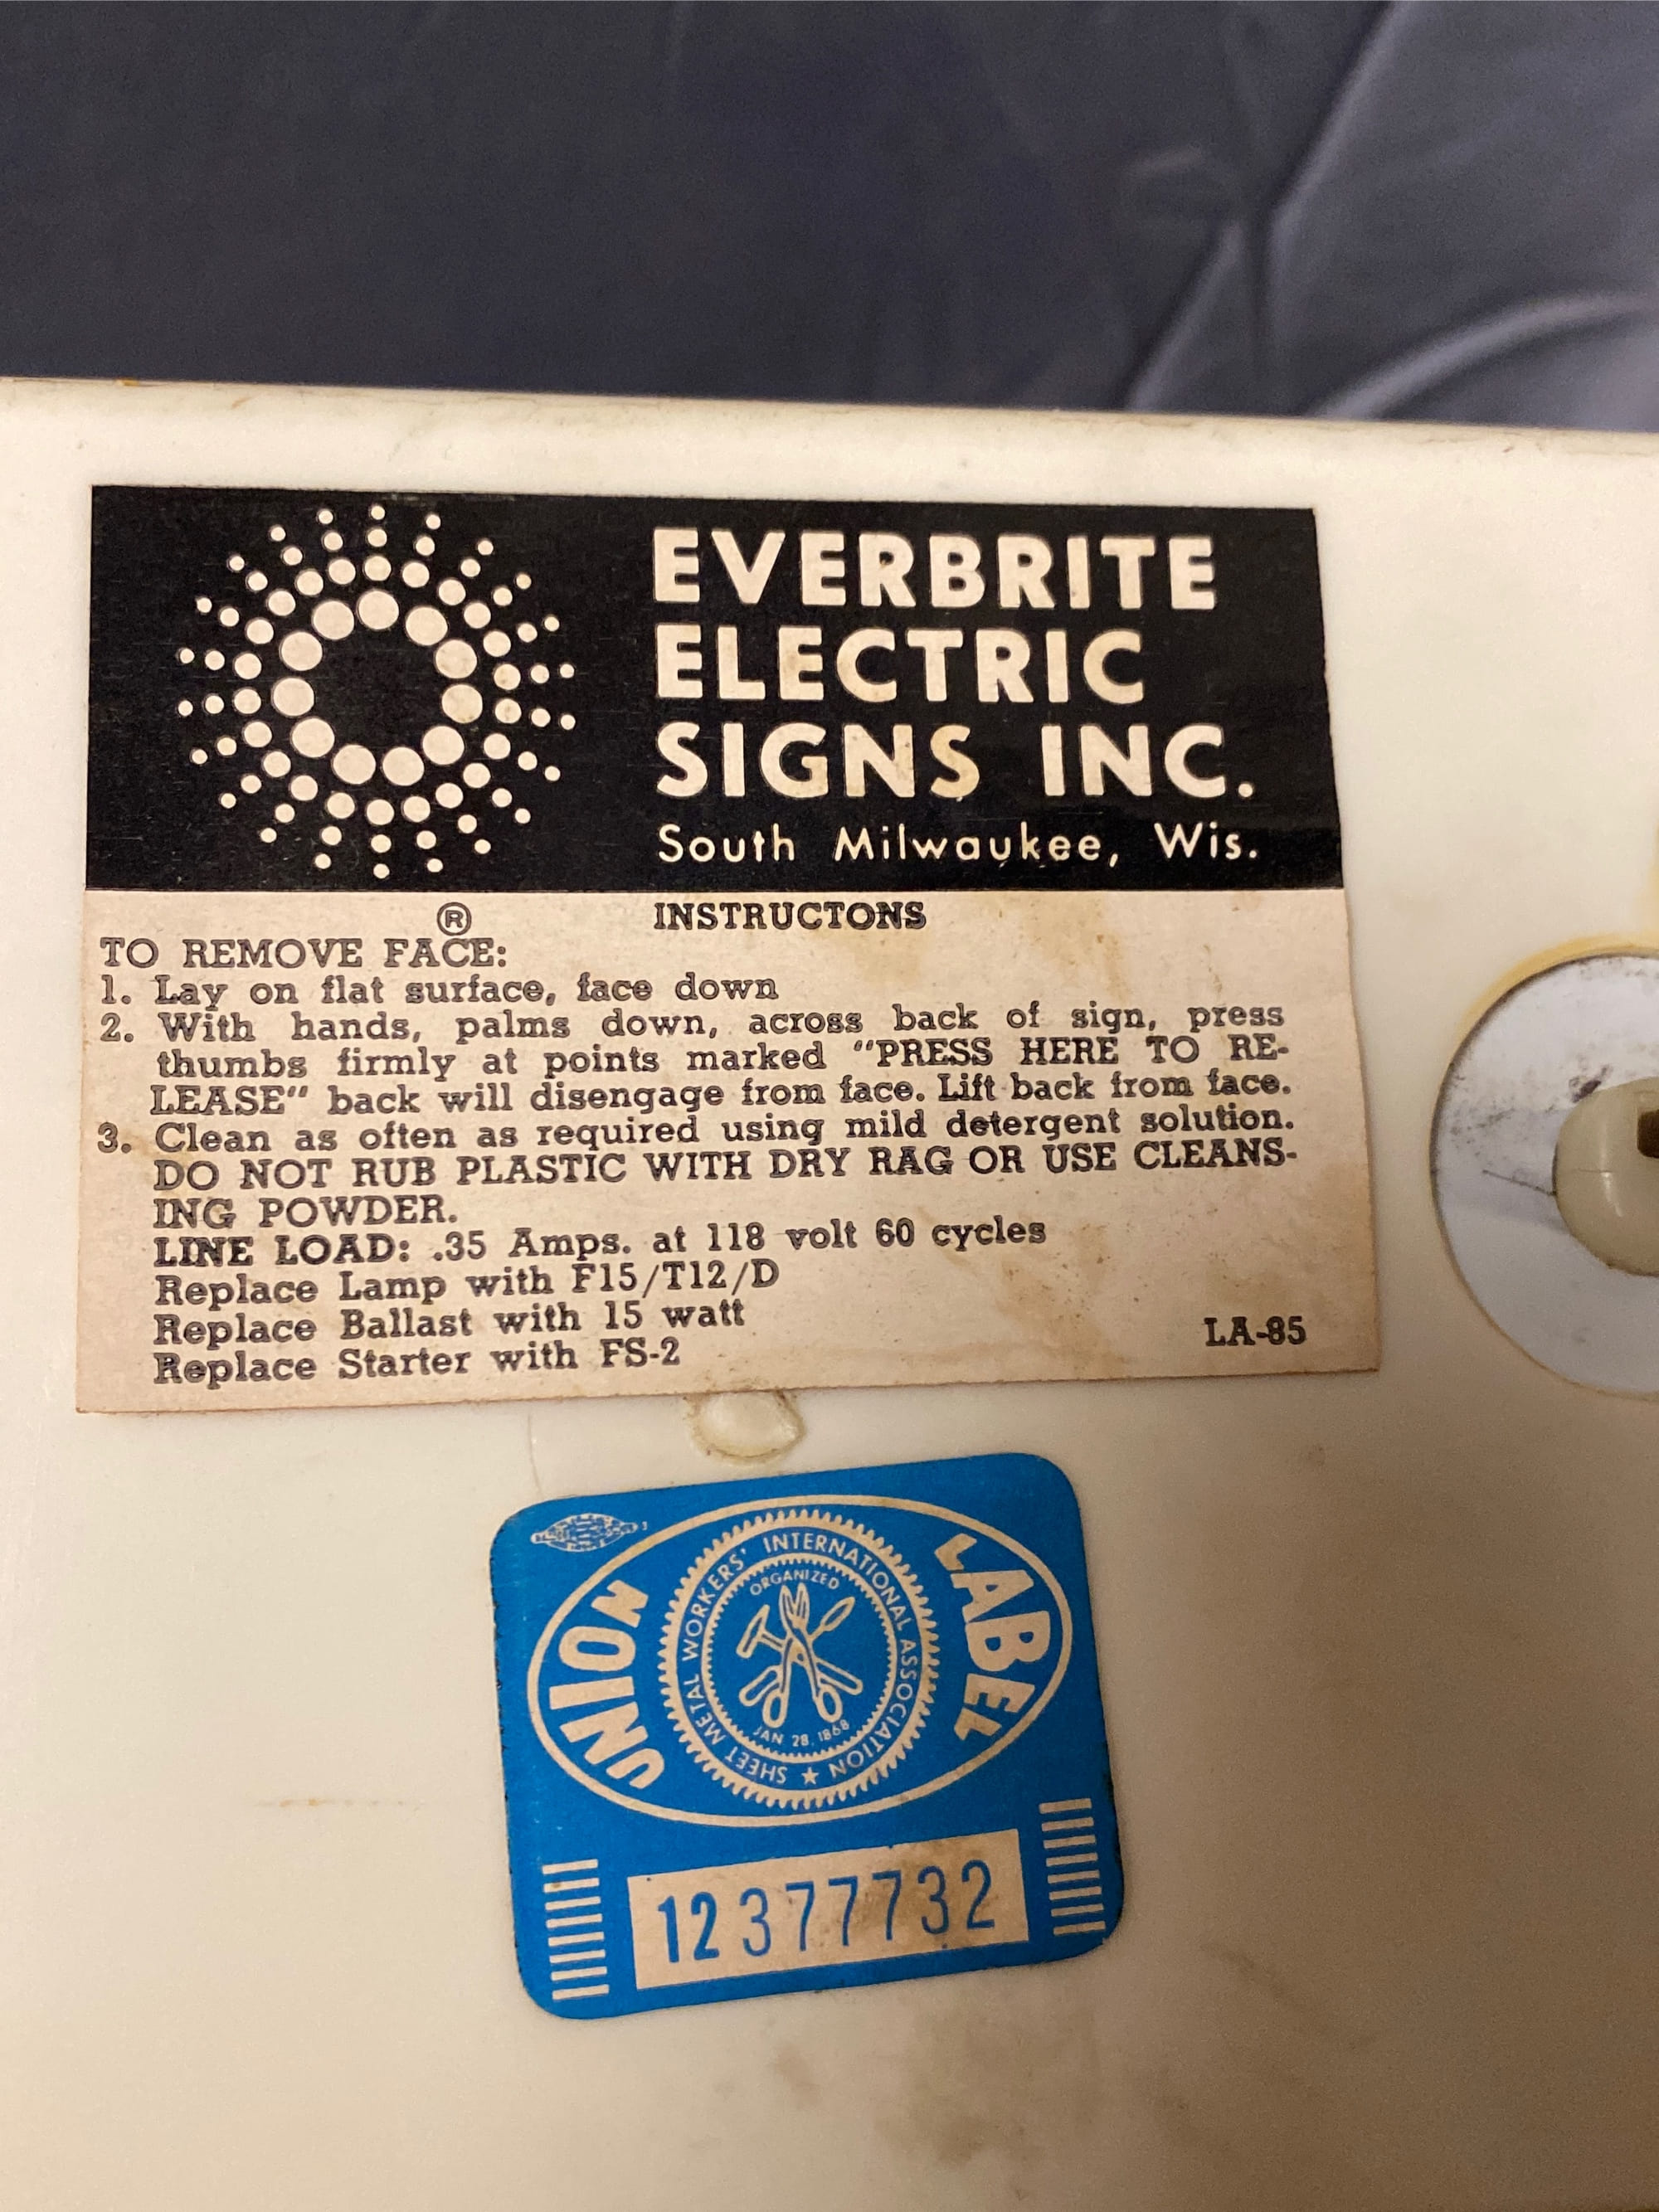 EVERBRITE
ELECTRIC
SIGNS INC.
South Milwaukee, Wis.
® INSTRUCTONS
TO REMOVE FACE:
1. Lay on flat surface, face down
2. With hands, palms down, across back of sign, press
thumbs firmly at points marked "PRESS HERE TO RE-
LEASE" back will disengage from face. Lift back from face.
3. Clean as often as required using mild detergent solution.
DO NOT RUB PLASTIC WITH DRY RAG OR USE CLEANS-
ING POWDER.
LINE LOAD: .35 Amps. at 118 volt 60 cycles
Replace Lamp with F15/T12/D
Replace Ballast with 15 watt
Replace Starter with FS-2
LA-85
UNION LABEL
SHEET METAL WORKERS' INTERNATIONAL ASSOCIATION ★
ORGANIZED
JAN 28, 1868
12377732